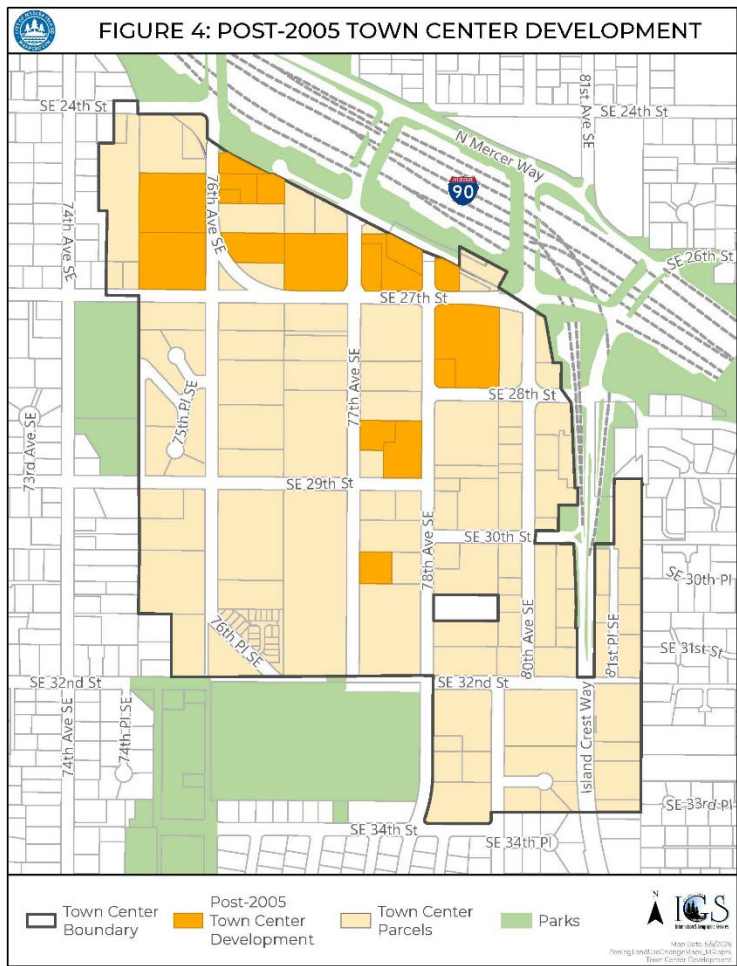 FIGURE 4: POST-2005 TOWN CENTER DEVELOPMENT
SE 24th St
81st Ave SE
SE 24th St
N Mercer Way
INTERSTATE
90
74th Ave SE
76th Ave SE
SE 26th St
SE 27th St
75th Pl SE
77th Ave SE
SE 28th St
73rd Ave SE
SE 29th St
78th Ave SE
SE 30th St
SE 30th Pl
76th Pl SE
80th Ave SE
81st Pl SE
SE 31st St
SE 32nd St
SE 32nd St
74th Ave SE
74th Pl SE
Island Crest Way
SE 33rd Pl
SE 34th St
SE 34th Pl
Town Center
Boundary
Post-2005
Town Center
Development
Town Center
Parcels
Parks
N
IGS
Town Center Development